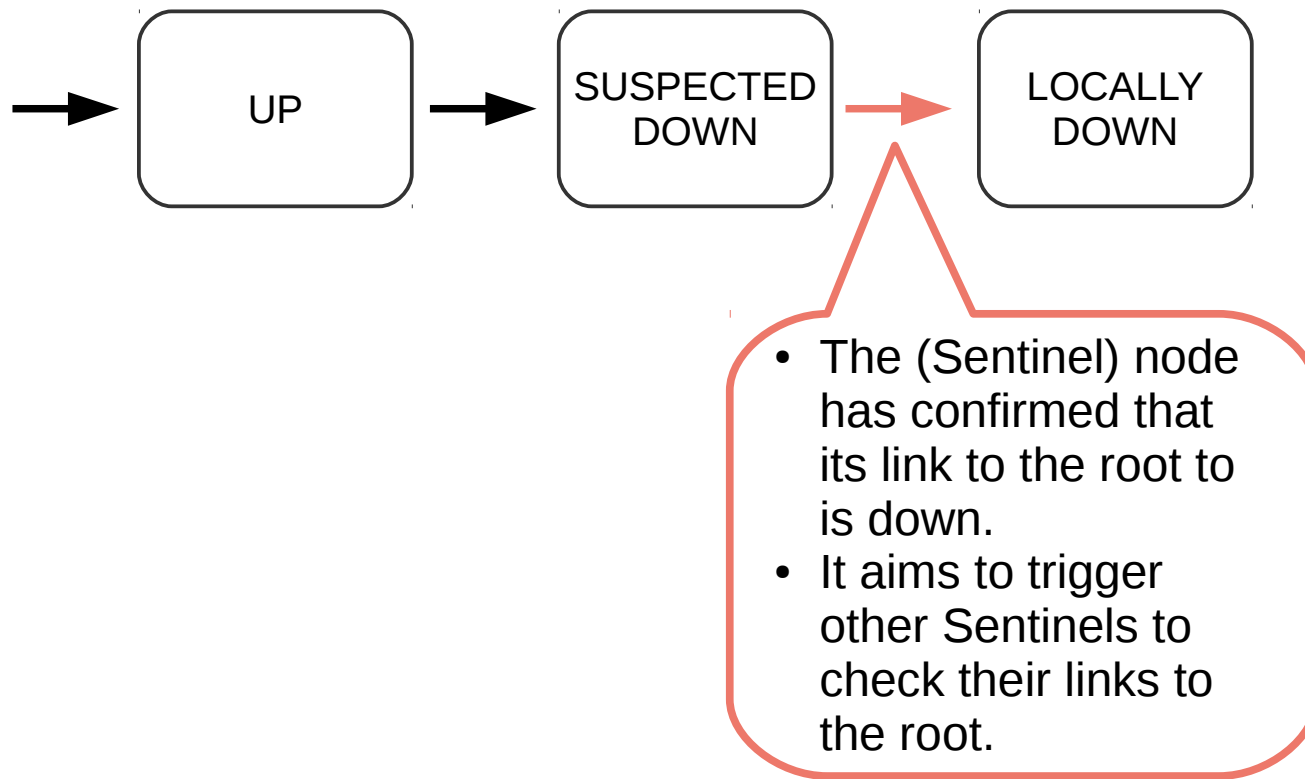 UP
SUSPECTED
DOWN
LOCALLY
DOWN
• The (Sentinel) node
has confirmed that
its link to the root to
is down.
• It aims to trigger
other Sentinels to
check their links to
the root.